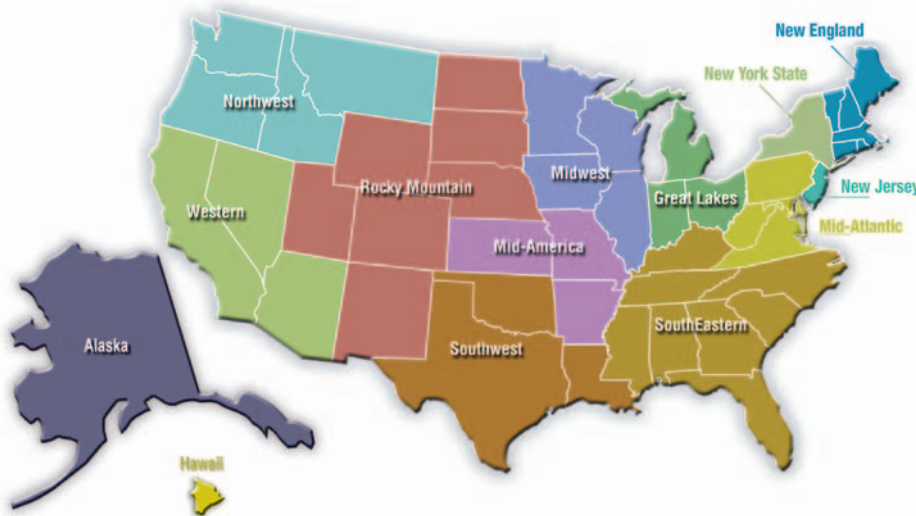 New England
New York State
Northwest
Midwest
Rocky Mountain
Great Lakes
New Jersey
Western
Mid-Atlantic
Mid-America
SouthEastern
Alaska
Southwest
Hawaii